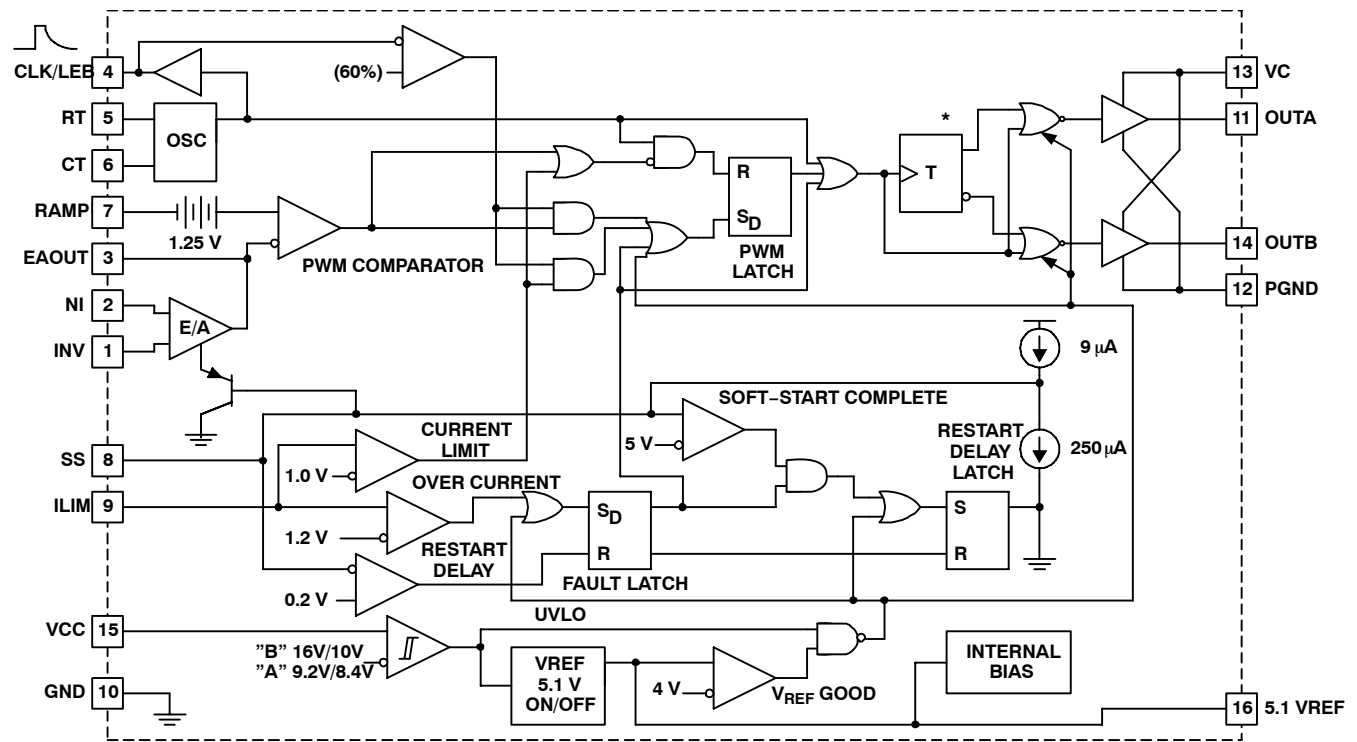 CLK/LEB 4
(60%)
13 VC
RT 5
OSC
*
11 OUTA
CT 6
R
T
RAMP 7
1.25 V
SD
EAOUT 3
PWM COMPARATOR
PWM
LATCH
14 OUTB
NI 2
12 PGND
E/A
INV 1
9 μA
SOFT−START COMPLETE
CURRENT
LIMIT
5 V
RESTART
DELAY
LATCH
250 μA
SS 8
1.0 V
OVER CURRENT
ILIM 9
SD
S
1.2 V
RESTART
DELAY
R
R
FAULT LATCH
0.2 V
UVLO
VCC 15
”B” 16V/10V
”A” 9.2V/8.4V
VREF
5.1 V
ON/OFF
INTERNAL
BIAS
GND 10
4 V
VREF GOOD
16 5.1 VREF